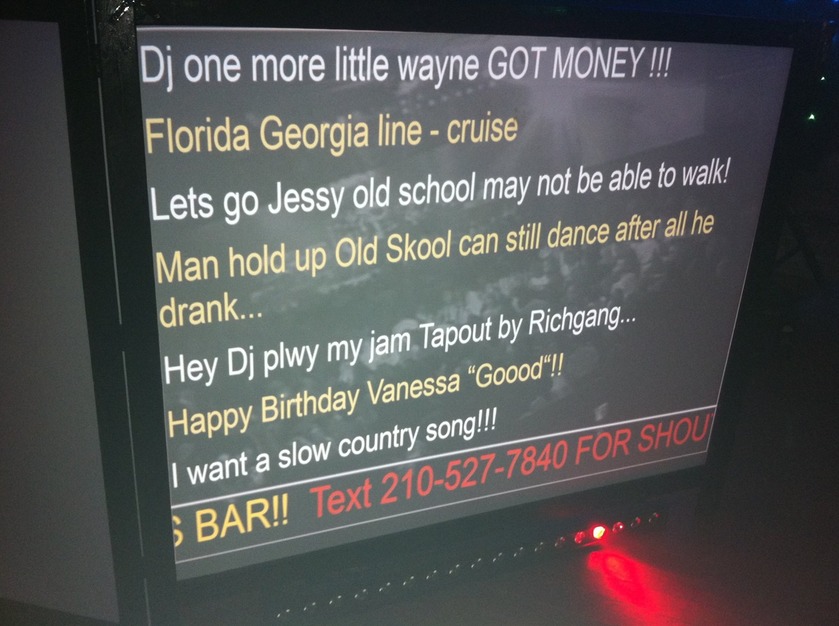 Dj one more little wayne GOT MONEY !!!
Florida Georgia line - cruise
Lets go Jessy old school may not be able to walk!
Man hold up Old Skool can still dance after all he
drank...
Hey Dj plwy my jam Tapout by Richgang...
Happy Birthday Vanessa “Goood“!!
I want a slow country song!!!
S BAR!! Text 210-527-7840 FOR SHOU